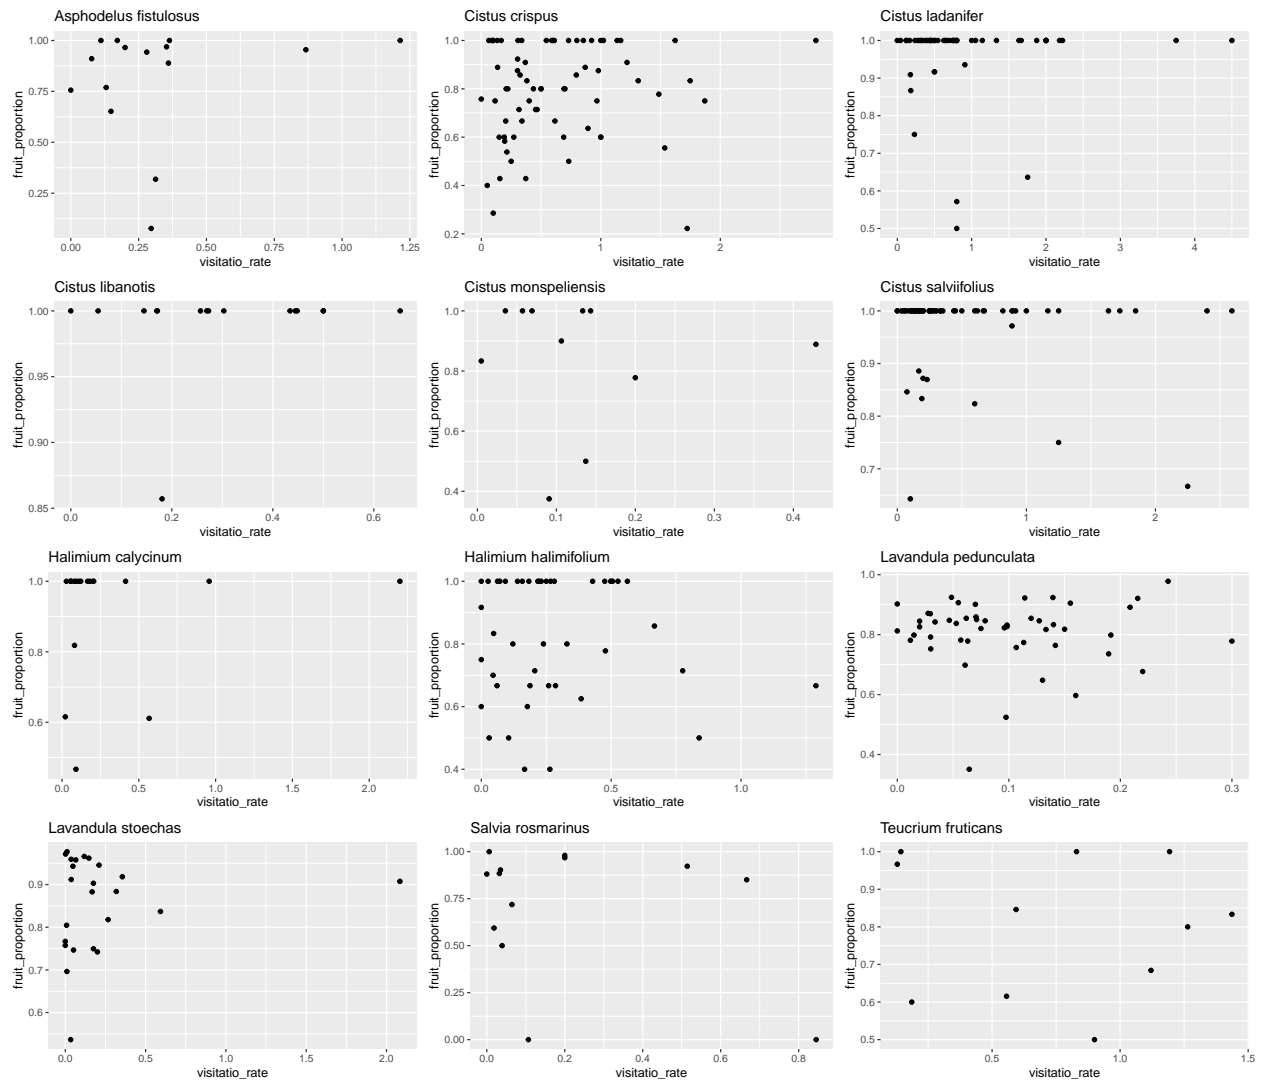 Asphodelus fistulosus
1.00
0.75
0.50
0.25
fruit_proportion
0.00 0.25 0.50 0.75 1.00 1.25
visitatio_rate
Cistus crispus
1.0
0.8
0.6
0.4
0.2
fruit_proportion
0 1 2
visitatio_rate
Cistus ladanifer
1.0
0.9
0.8
0.7
0.6
0.5
fruit_proportion
0 1 2 3 4
visitatio_rate
Cistus libanotis
1.00
0.95
0.90
0.85
fruit_proportion
0.0 0.2 0.4 0.6
visitatio_rate
Cistus monspeliensis
1.0
0.8
0.6
0.4
fruit_proportion
0.0 0.1 0.2 0.3 0.4
visitatio_rate
Cistus salviifolius
1.0
0.9
0.8
0.7
fruit_proportion
0 1 2
visitatio_rate
Halimium calycinum
1.0
0.8
0.6
fruit_proportion
0.0 0.5 1.0 1.5 2.0
visitatio_rate
Halimium halimifolium
1.0
0.8
0.6
0.4
fruit_proportion
0.0 0.5 1.0
visitatio_rate
Lavandula pedunculata
1.0
0.8
0.6
0.4
fruit_proportion
0.0 0.1 0.2 0.3
visitatio_rate
Lavandula stoechas
0.9
0.8
0.7
0.6
fruit_proportion
0.0 0.5 1.0 1.5 2.0
visitatio_rate
Salvia rosmarinus
1.00
0.75
0.50
0.25
0.00
fruit_proportion
0.0 0.2 0.4 0.6 0.8
visitatio_rate
Teucrium fruticans
1.0
0.9
0.8
0.7
0.6
0.5
fruit_proportion
0.5 1.0 1.5
visitatio_rate